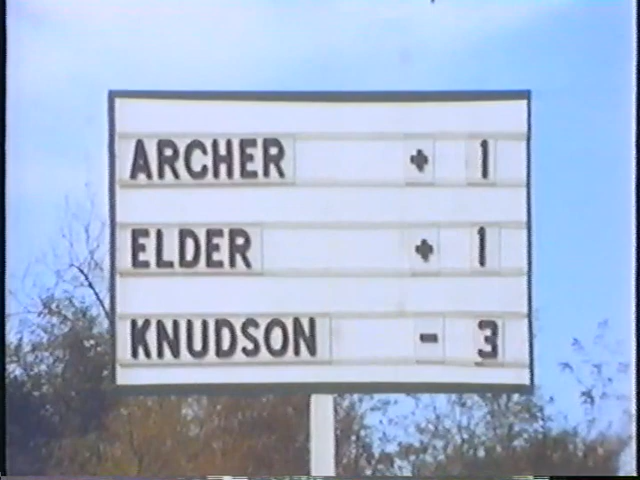 ARCHER + 1
ELDER + 1
KNUDSON - 3